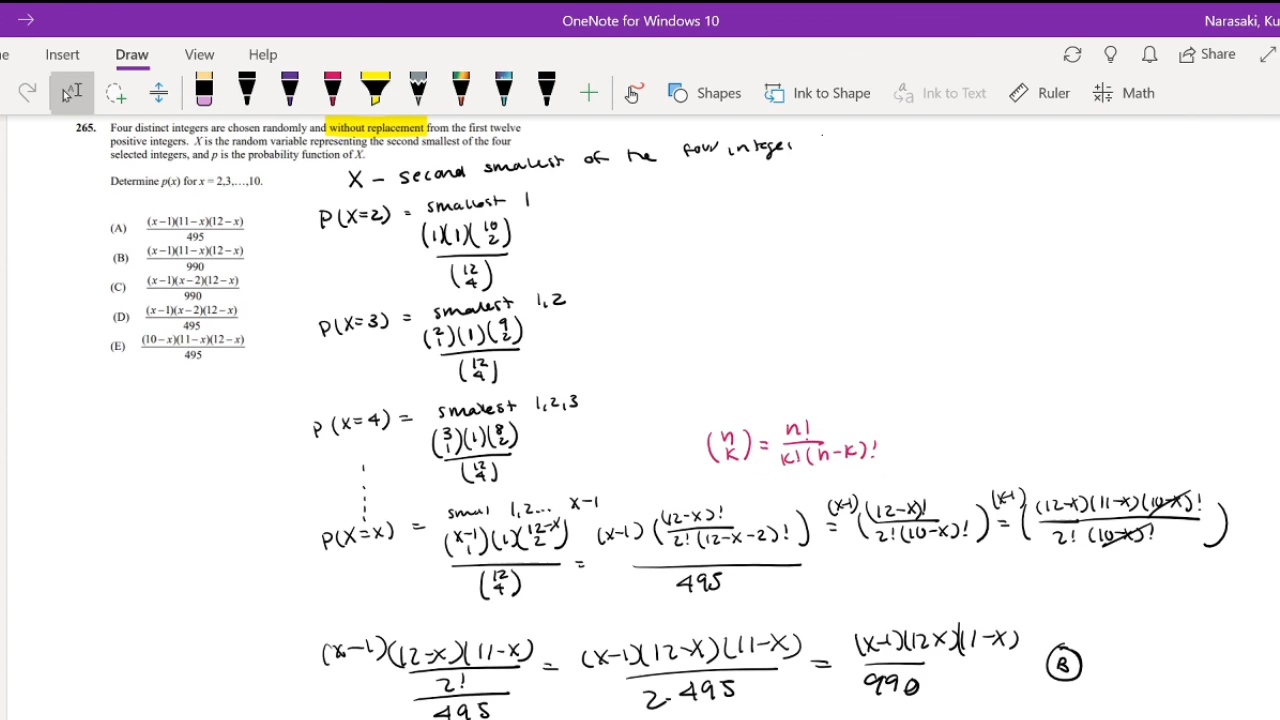 OneNote for Windows 10
Narasaki, Ku
Insert Draw View Help
Share
Shapes Ink to Shape Ink to Text Ruler Math
265. Four distinct integers are chosen randomly and without replacement from the first twelve
positive integers. X is the random variable representing the second smallest of the four
selected integers, and p is the probability function of X.
Determine p(x) for x = 2,3,…,10.
(A) (x−1)(11−x)(12−x) / 495
(B) (x−1)(11−x)(12−x) / 990
(C) (x−1)(x−2)(12−x) / 990
(D) (x−1)(x−2)(12−x) / 495
(E) (10−x)(11−x)(12−x) / 495
X – second smallest of the four integer
P(X=2) = smallest 1
(1)(1)(10 2) / (12 4)
P(X=3) = smallest 1,2
(2 1)(1)(9 2) / (12 4)
P(X=4) = smallest 1,2,3
(3 1)(1)(8 2) / (12 4)
(n k) = n! / k!(n-k)!
P(X=x) = smal 1,2... x-1
(x-1 1)(1)(12-x 2) / (12 4) = (x-1) ((12-x)! / 2!(12-x-2)!) / 495 = (x-1) ((12-x)! / 2!(10-x)!) = (x-1) ((12-x)(11-x)(10-x)! / 2!(10-x)!)
(x-1)(12-x)(11-x) / 2! / 495 = (x-1)(12-x)(11-x) / 2·495 = (x-1)(12x)(11-x) / 990 B